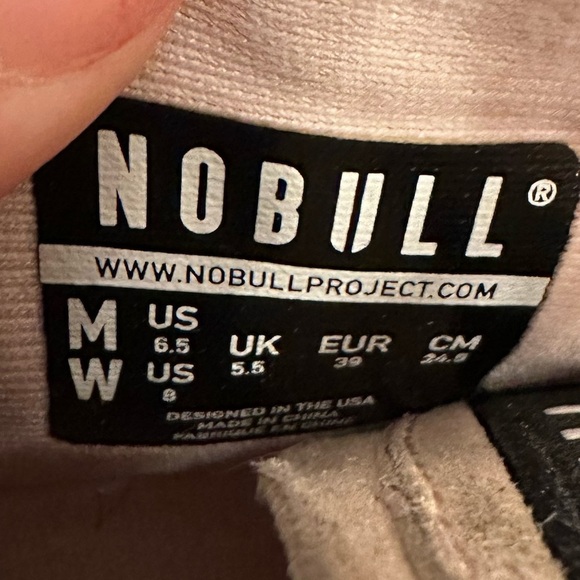 NOBULL®
WWW.NOBULLPROJECT.COM
M US 6.5 UK 5.5 EUR 39 CM 24.5
W US 8
DESIGNED IN THE USA
MADE IN CHINA
FABRIQUE EN CHINE